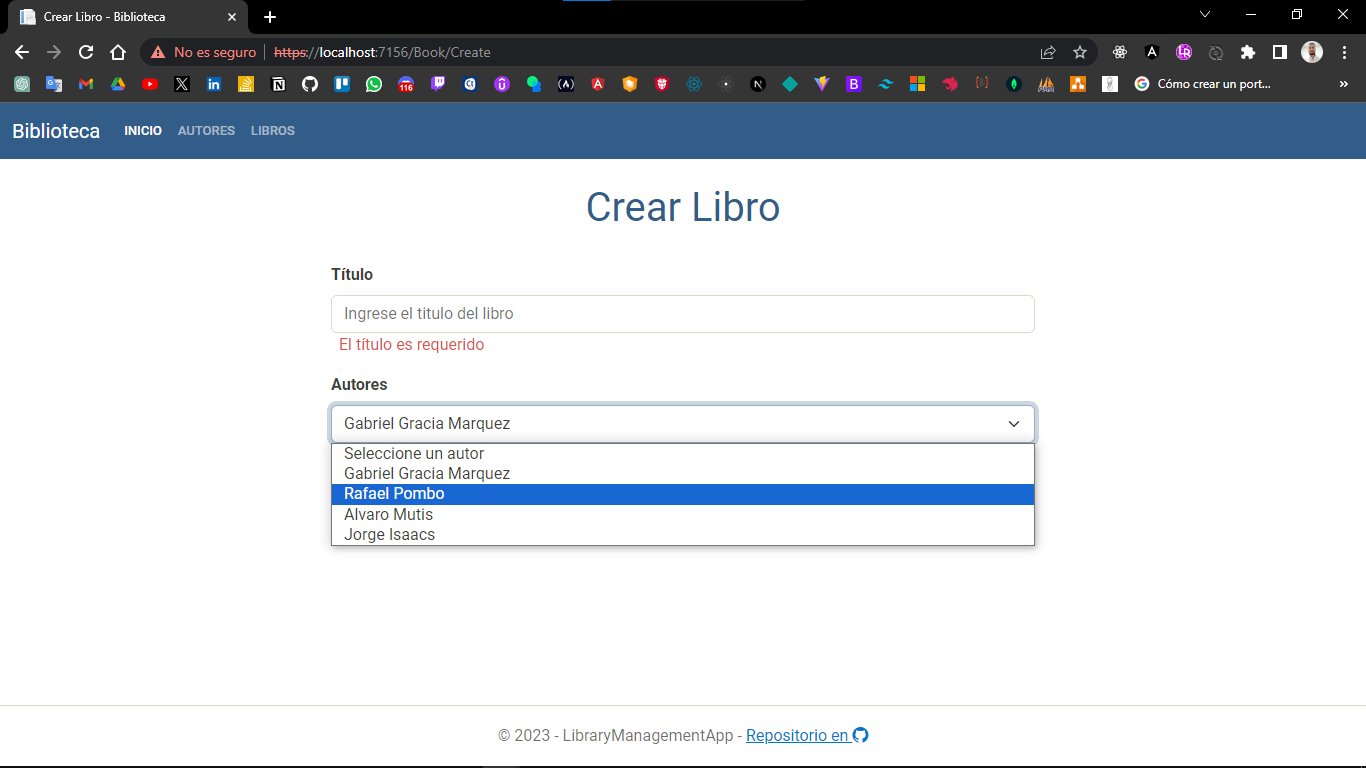 Crear Libro - Biblioteca
No es seguro https://localhost:7156/Book/Create
116 Cómo crear un port...
Biblioteca INICIO AUTORES LIBROS
Crear Libro
Título
Ingrese el titulo del libro
El título es requerido
Autores
Gabriel Gracia Marquez
Seleccione un autor
Gabriel Gracia Marquez
Rafael Pombo
Alvaro Mutis
Jorge Isaacs
© 2023 - LibraryManagementApp - Repositorio en